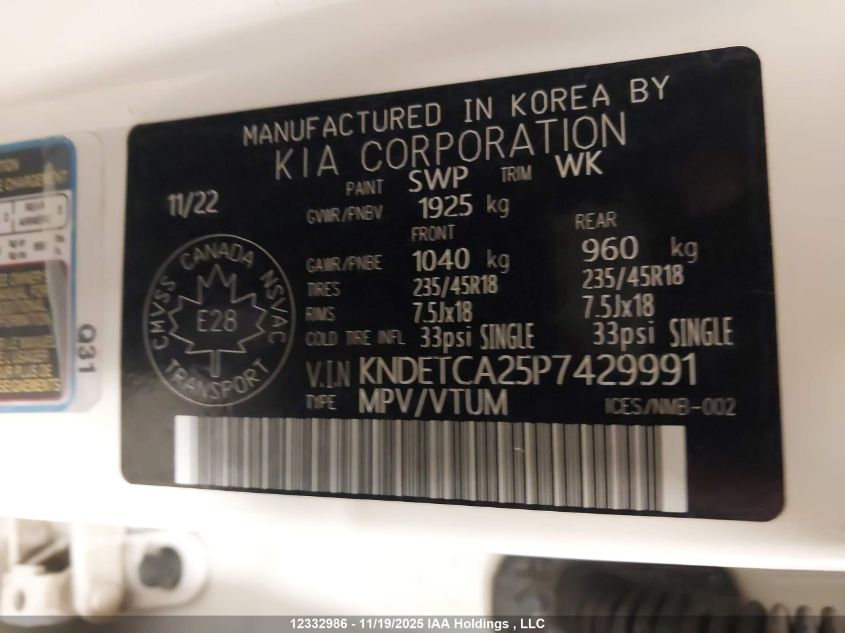 MANUFACTURED IN KOREA BY
KIA CORPORATION
PAINT SWP TRIM WK
11/22
GVWR/PNBV 1925 kg
FRONT REAR
GAWR/PNBE 1040 kg 960 kg
TIRES 235/45R18 235/45R18
RIMS 7.5Jx18 7.5Jx18
COLD TIRE INFL 33psi SINGLE 33psi SINGLE
V.I.N KNDETCA25P7429991
TYPE MPV/VTUM ICES/NMB-002
CMVSS CANADA NSVAC
E28
TRANSPORT
Q31
12332986 - 11/19/2025 IAA Holdings , LLC